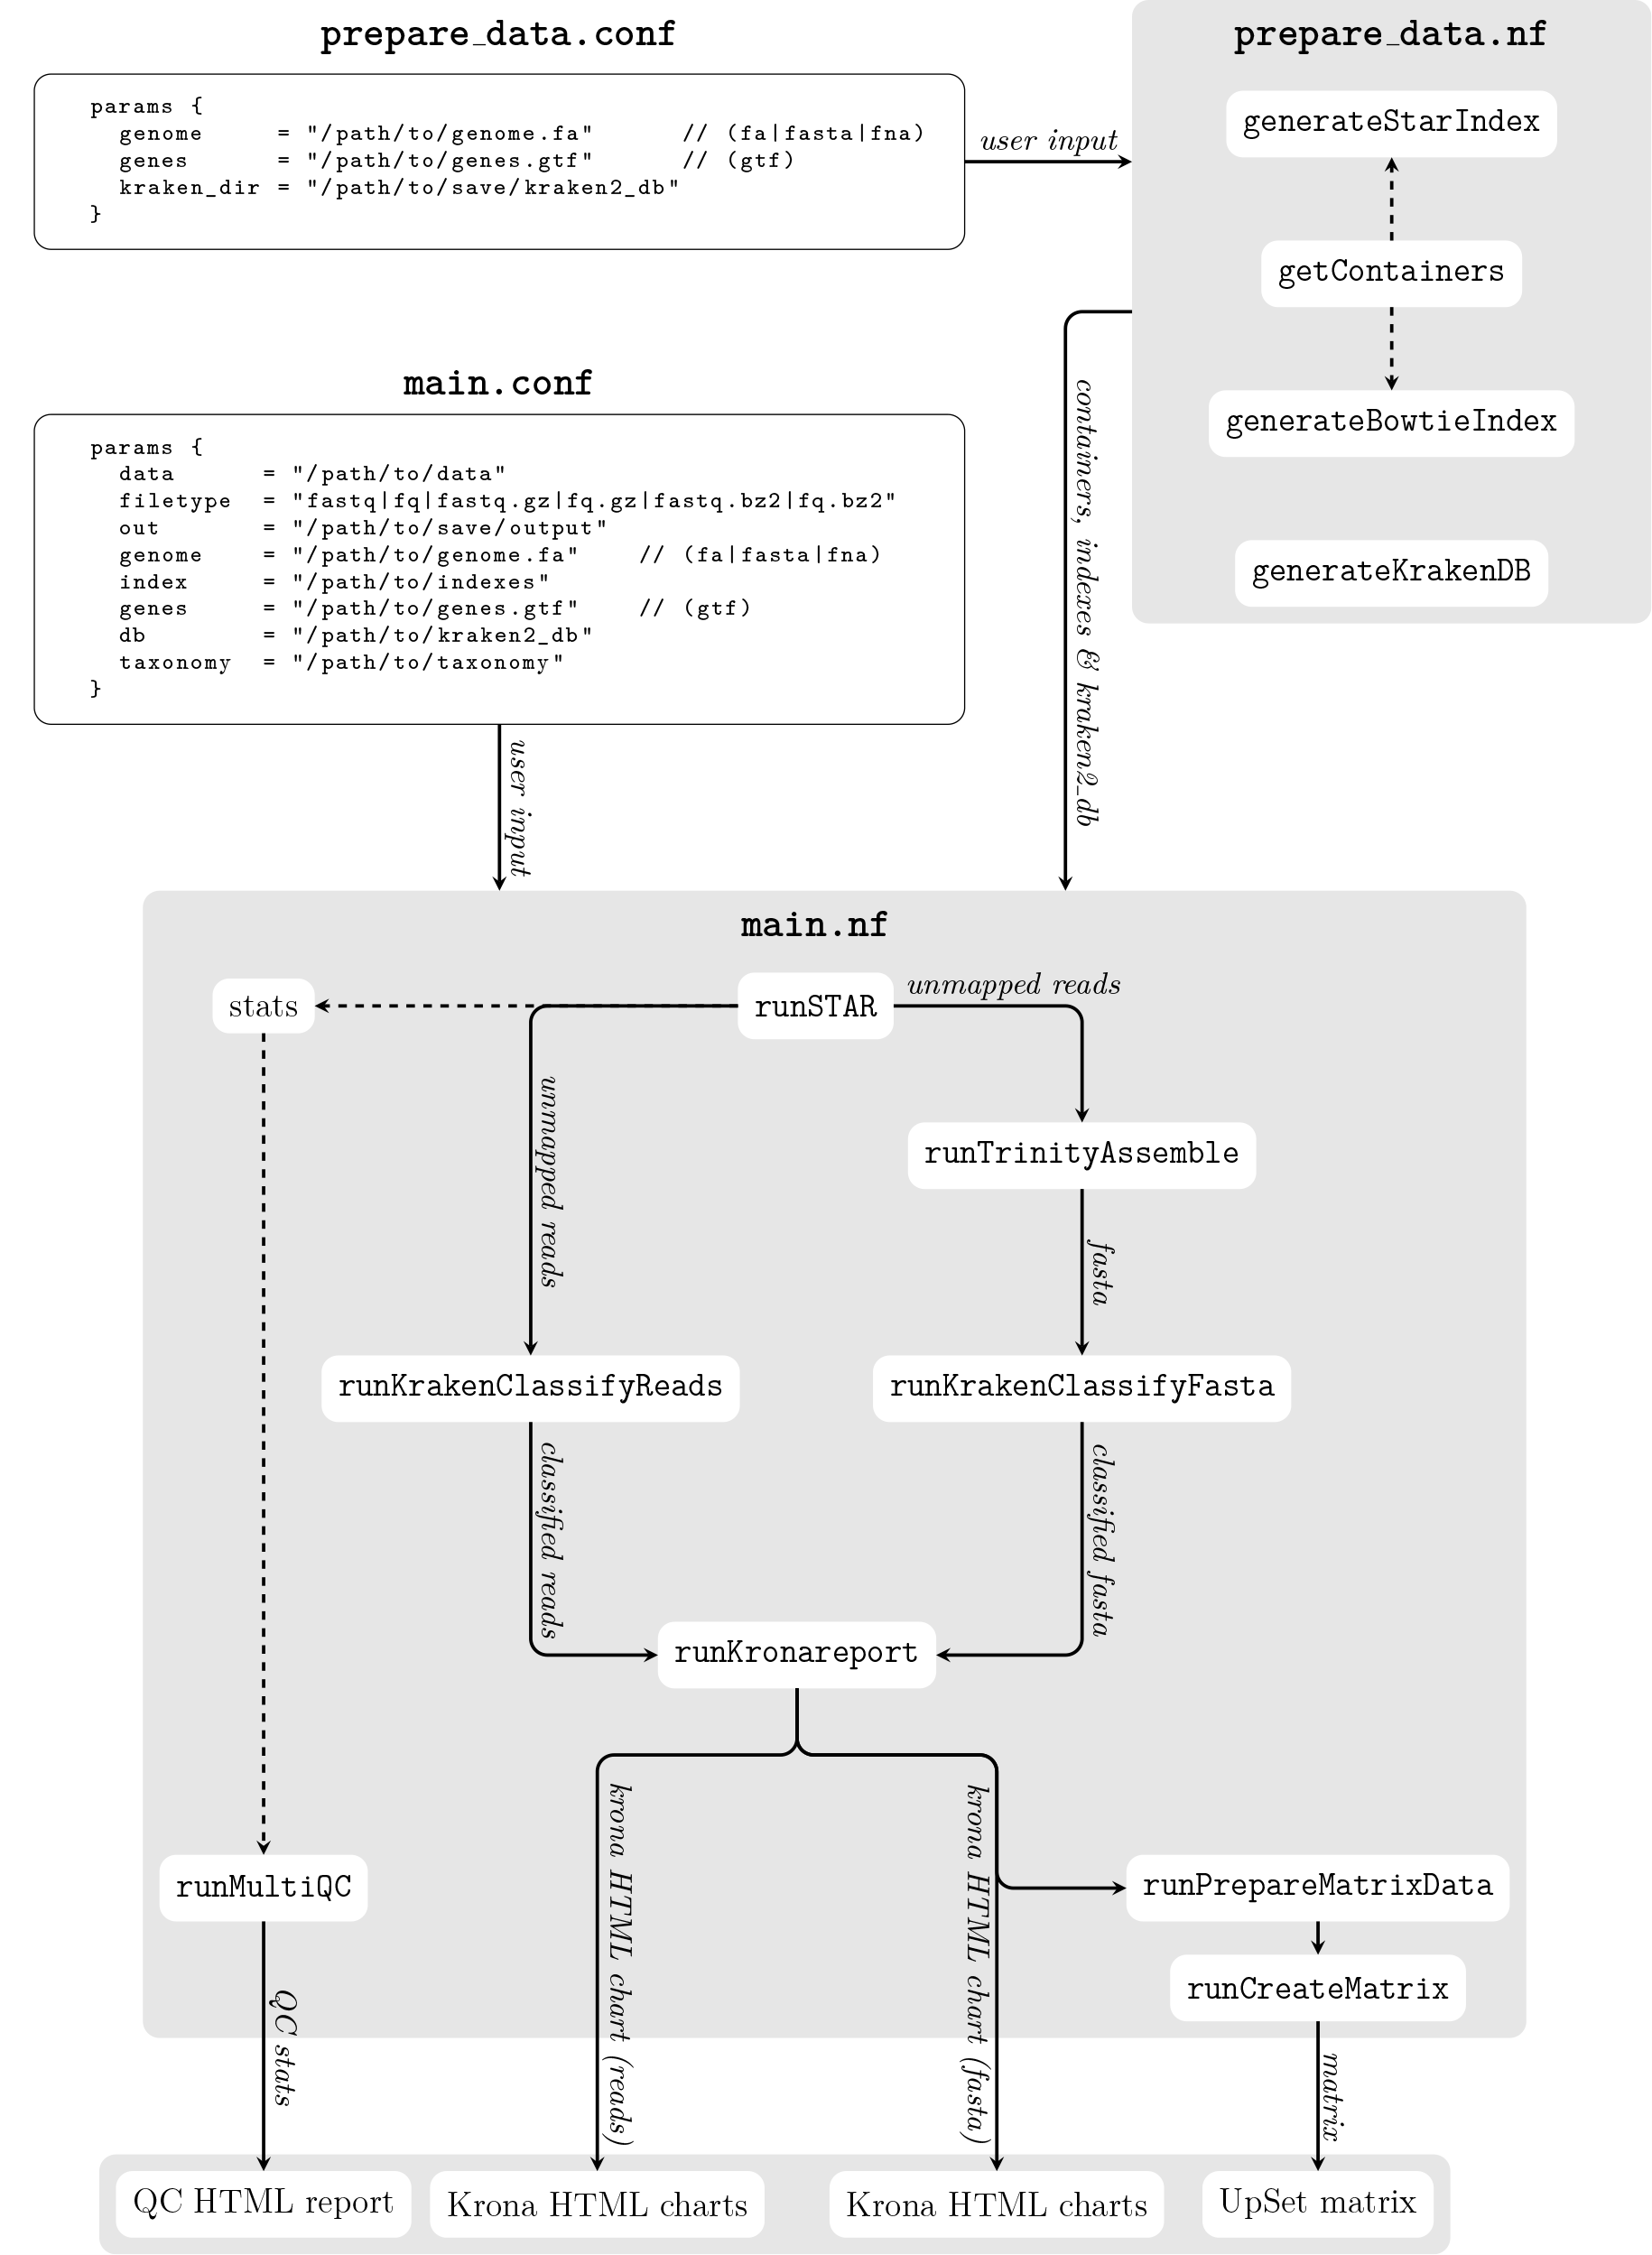 prepare_data.conf
params {
  genome     = "/path/to/genome.fa"      // (fa|fasta|fna)
  genes      = "/path/to/genes.gtf"      // (gtf)
  kraken_dir = "/path/to/save/kraken2_db"
}
user input
prepare_data.nf
generateStarIndex
getContainers
generateBowtieIndex
generateKrakenDB
containers, indexes & kraken2_db
main.conf
params {
  data      = "/path/to/data"
  filetype  = "fastq|fq|fastq.gz|fq.gz|fastq.bz2|fq.bz2"
  out       = "/path/to/save/output"
  genome    = "/path/to/genome.fa"    // (fa|fasta|fna)
  index     = "/path/to/indexes"
  genes     = "/path/to/genes.gtf"    // (gtf)
  db        = "/path/to/kraken2_db"
  taxonomy  = "/path/to/taxonomy"
}
user input
main.nf
stats
runSTAR
unmapped reads
unmapped reads
runTrinityAssemble
fasta
runKrakenClassifyReads
runKrakenClassifyFasta
classified reads
classified fasta
runKronareport
krona HTML chart (reads)
krona HTML chart (fasta)
runMultiQC
runPrepareMatrixData
runCreateMatrix
QC stats
matrix
QC HTML report
Krona HTML charts
Krona HTML charts
UpSet matrix